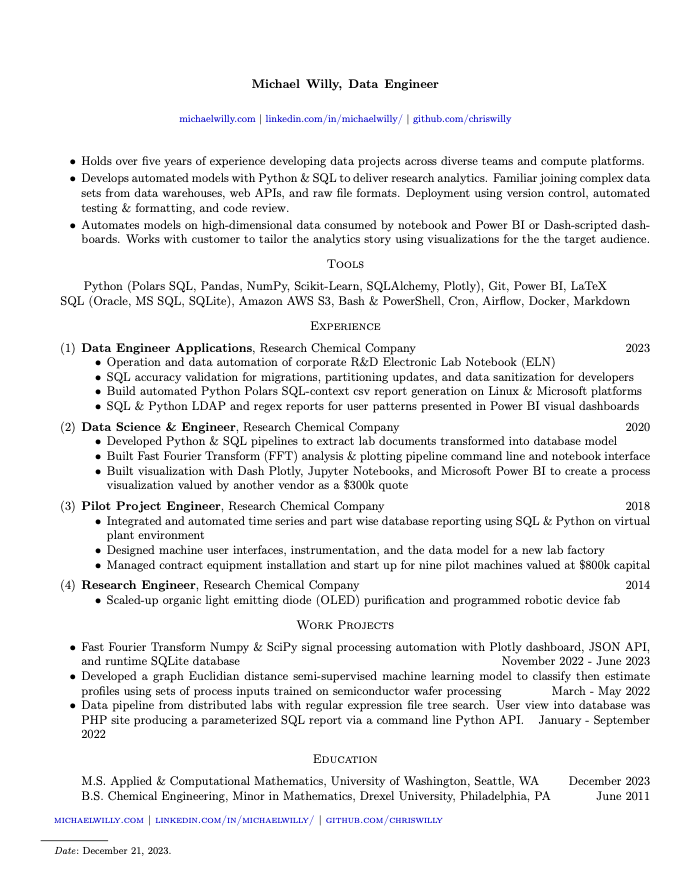 Michael Willy, Data Engineer
michaelwilly.com | linkedin.com/in/michaelwilly/ | github.com/chriswilly
• Holds over five years of experience developing data projects across diverse teams and compute platforms.
• Develops automated models with Python & SQL to deliver research analytics. Familiar joining complex data
sets from data warehouses, web APIs, and raw file formats. Deployment using version control, automated
testing & formatting, and code review.
• Automates models on high-dimensional data consumed by notebook and Power BI or Dash-scripted dash-
boards. Works with customer to tailor the analytics story using visualizations for the the target audience.
Tools
Python (Polars SQL, Pandas, NumPy, Scikit-Learn, SQLAlchemy, Plotly), Git, Power BI, LaTeX
SQL (Oracle, MS SQL, SQLite), Amazon AWS S3, Bash & PowerShell, Cron, Airflow, Docker, Markdown
Experience
(1) Data Engineer Applications, Research Chemical Company 2023
• Operation and data automation of corporate R&D Electronic Lab Notebook (ELN)
• SQL accuracy validation for migrations, partitioning updates, and data sanitization for developers
• Build automated Python Polars SQL-context csv report generation on Linux & Microsoft platforms
• SQL & Python LDAP and regex reports for user patterns presented in Power BI visual dashboards
(2) Data Science & Engineer, Research Chemical Company 2020
• Developed Python & SQL pipelines to extract lab documents transformed into database model
• Built Fast Fourier Transform (FFT) analysis & plotting pipeline command line and notebook interface
• Built visualization with Dash Plotly, Jupyter Notebooks, and Microsoft Power BI to create a process
visualization valued by another vendor as a $300k quote
(3) Pilot Project Engineer, Research Chemical Company 2018
• Integrated and automated time series and part wise database reporting using SQL & Python on virtual
plant environment
• Designed machine user interfaces, instrumentation, and the data model for a new lab factory
• Managed contract equipment installation and start up for nine pilot machines valued at $800k capital
(4) Research Engineer, Research Chemical Company 2014
• Scaled-up organic light emitting diode (OLED) purification and programmed robotic device fab
Work Projects
• Fast Fourier Transform Numpy & SciPy signal processing automation with Plotly dashboard, JSON API,
and runtime SQLite database November 2022 - June 2023
• Developed a graph Euclidian distance semi-supervised machine learning model to classify then estimate
profiles using sets of process inputs trained on semiconductor wafer processing March - May 2022
• Data pipeline from distributed labs with regular expression file tree search. User view into database was
PHP site producing a parameterized SQL report via a command line Python API. January - September
2022
Education
M.S. Applied & Computational Mathematics, University of Washington, Seattle, WA December 2023
B.S. Chemical Engineering, Minor in Mathematics, Drexel University, Philadelphia, PA June 2011
michaelwilly.com | linkedin.com/in/michaelwilly/ | github.com/chriswilly
Date: December 21, 2023.